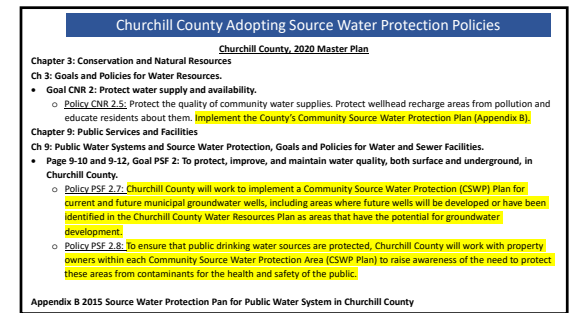 Churchill County Adopting Source Water Protection Policies
Churchill County, 2020 Master Plan
Chapter 3: Conservation and Natural Resources
Ch 3: Goals and Policies for Water Resources.
• Goal CNR 2: Protect water supply and availability.
o Policy CNR 2.5: Protect the quality of community water supplies. Protect wellhead recharge areas from pollution and
educate residents about them. Implement the County's Community Source Water Protection Plan (Appendix B).
Chapter 9: Public Services and Facilities
Ch 9: Public Water Systems and Source Water Protection, Goals and Policies for Water and Sewer Facilities.
• Page 9-10 and 9-12, Goal PSF 2: To protect, improve, and maintain water quality, both surface and underground, in
Churchill County.
o Policy PSF 2.7: Churchill County will work to implement a Community Source Water Protection (CSWP) Plan for
current and future municipal groundwater wells, including areas where future wells will be developed or have been
identified in the Churchill County Water Resources Plan as areas that have the potential for groundwater
development.
o Policy PSF 2.8: To ensure that public drinking water sources are protected, Churchill County will work with property
owners within each Community Source Water Protection Area (CSWP Plan) to raise awareness of the need to protect
these areas from contaminants for the health and safety of the public.
Appendix B 2015 Source Water Protection Pan for Public Water System in Churchill County